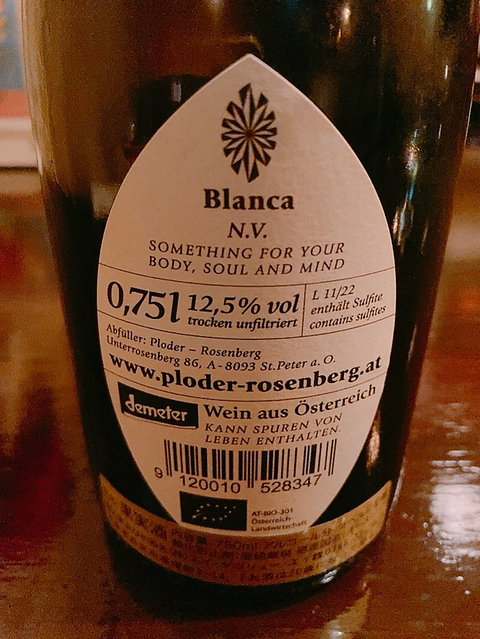 Blanca
N.V.
SOMETHING FOR YOUR
BODY, SOUL AND MIND
0,75l 12,5% vol
trocken unfiltriert
L 11/22
enthält Sulfite
contains sulfites
Abfüller: Ploder – Rosenberg
Unterrosenberg 86, A - 8093 St.Peter a. O.
www.ploder-rosenberg.at
demeter
Wein aus Österreich
KANN SPUREN VON
LEBEN ENTHALTEN.
9 120010 528347
AT-BIO-301
Österreich
Landwirtschaft